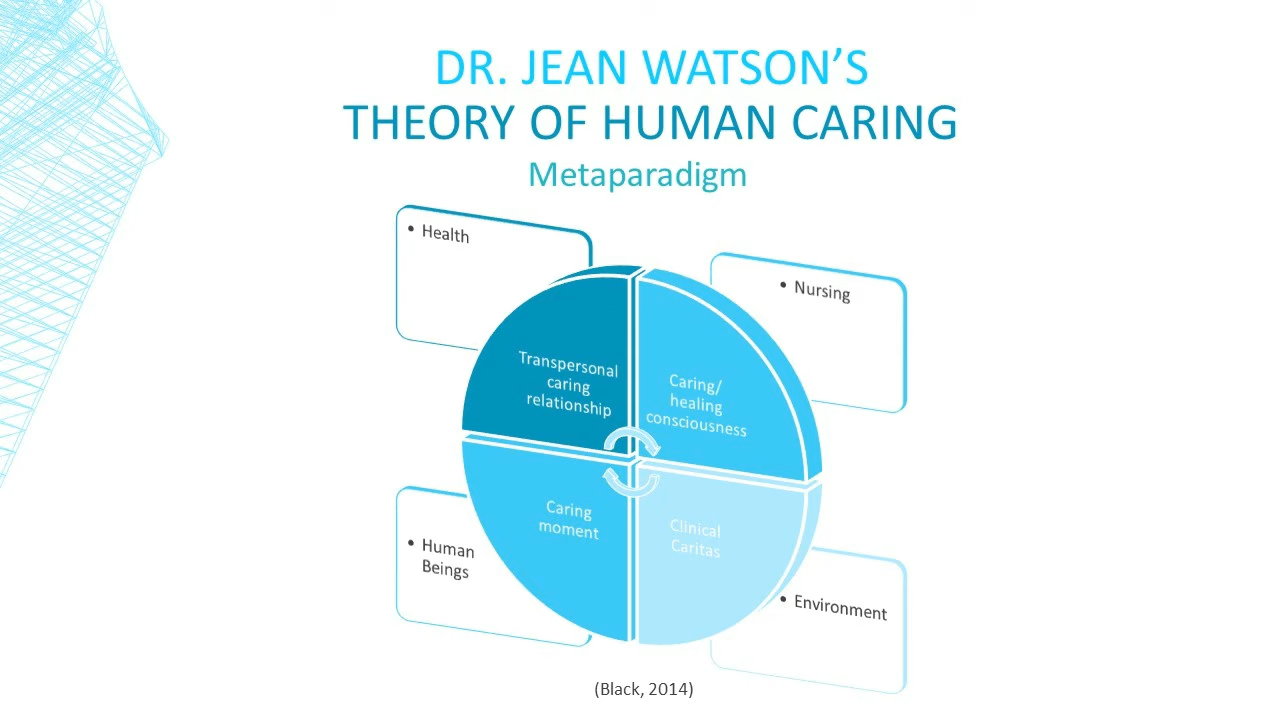 DR. JEAN WATSON'S
THEORY OF HUMAN CARING
Metaparadigm
• Health
• Nursing
Transpersonal
caring
relationship
Caring/
healing
consciousness
Caring
moment
Clinical
Caritas
• Human
Beings
• Environment
(Black, 2014)